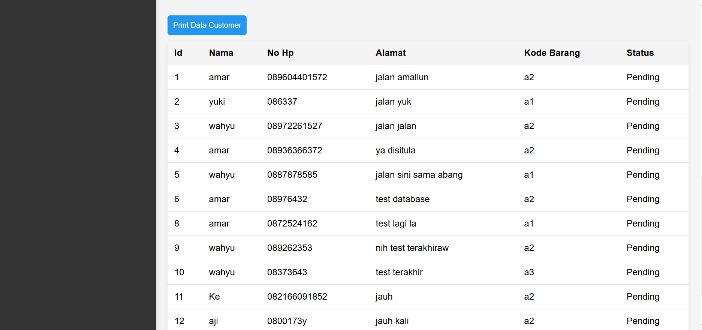 Print Data Customer
Id Nama No Hp Alamat Kode Barang Status
1 amar 089604401572 jalan amaliun a2 Pending
2 yuki 086337 jalan yuk a1 Pending
3 wahyu 08972261527 jalan jalan a2 Pending
4 amar 08936366372 ya disitula a2 Pending
5 wahyu 0887878585 jalan sini sama abang a1 Pending
6 amar 08976432 test database a2 Pending
8 amar 0872524162 test lagi la a1 Pending
9 wahyu 089262353 nih test terakhiraw a2 Pending
10 wahyu 08373643 test terakhir a3 Pending
11 Ke 082166091852 jauh a2 Pending
12 aji 0800173y jauh kali a2 Pending